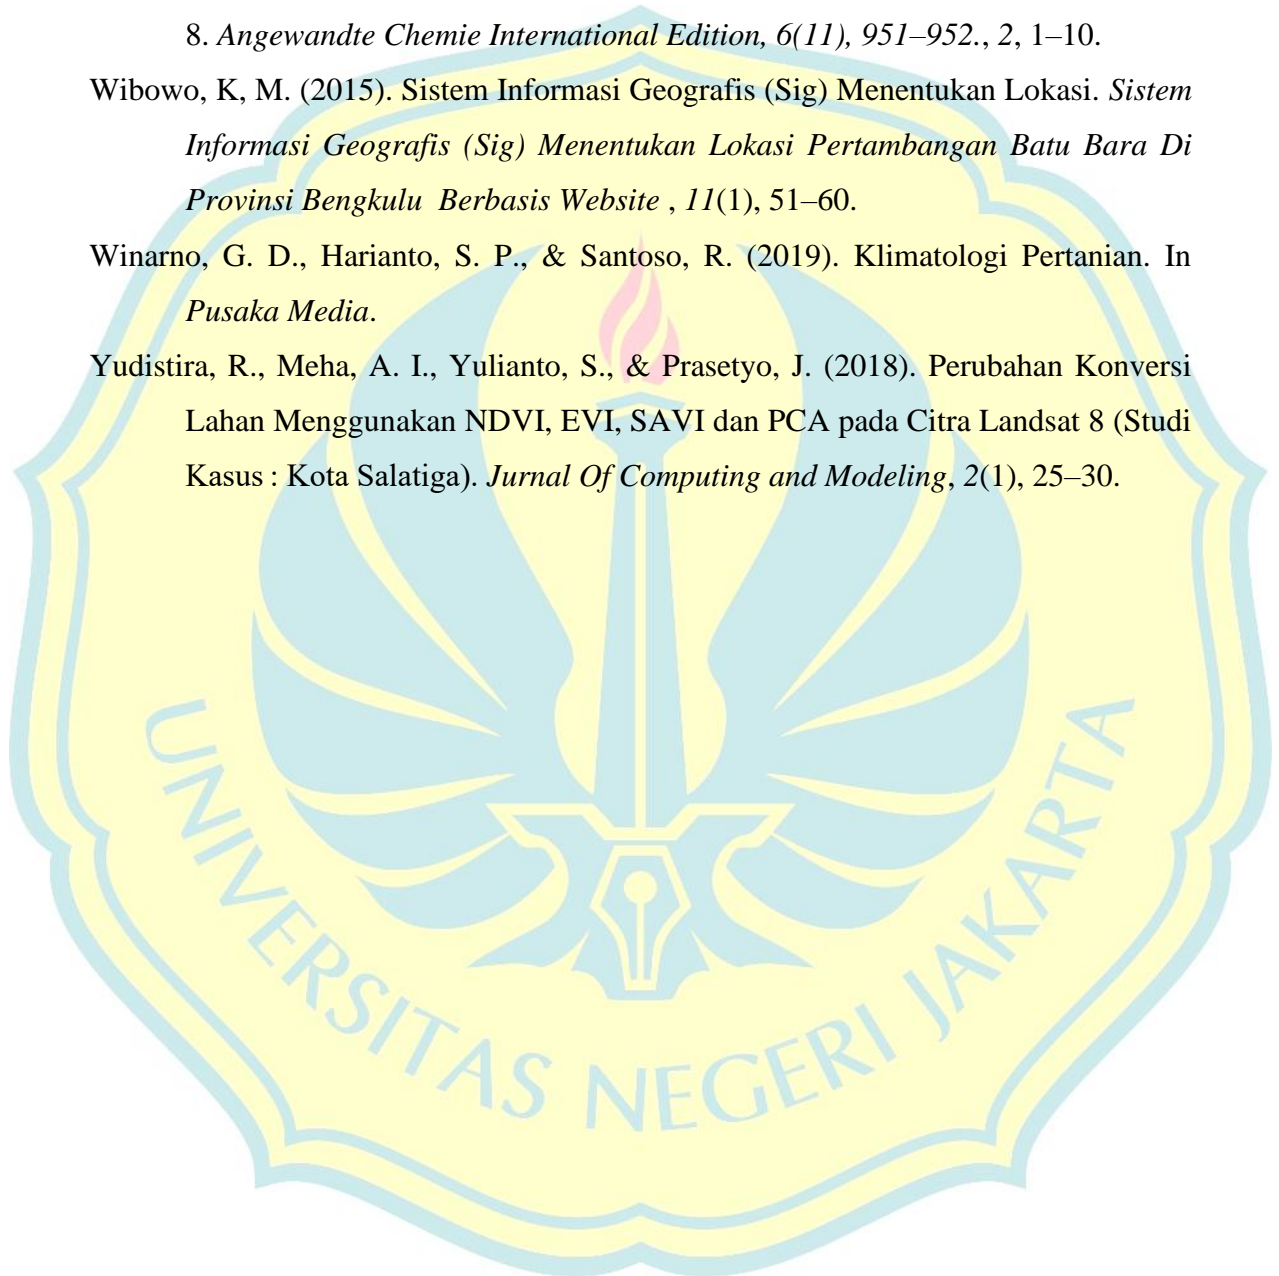 8. Angewandte Chemie International Edition, 6(11), 951–952., 2, 1–10.
Wibowo, K, M. (2015). Sistem Informasi Geografis (Sig) Menentukan Lokasi. Sistem
Informasi Geografis (Sig) Menentukan Lokasi Pertambangan Batu Bara Di
Provinsi Bengkulu  Berbasis Website , 11(1), 51–60.
Winarno, G. D., Harianto, S. P., & Santoso, R. (2019). Klimatologi Pertanian. In
Pusaka Media.
Yudistira, R., Meha, A. I., Yulianto, S., & Prasetyo, J. (2018). Perubahan Konversi
Lahan Menggunakan NDVI, EVI, SAVI dan PCA pada Citra Landsat 8 (Studi
Kasus : Kota Salatiga). Jurnal Of Computing and Modeling, 2(1), 25–30.
UNIVERSITAS NEGERI JAKARTA